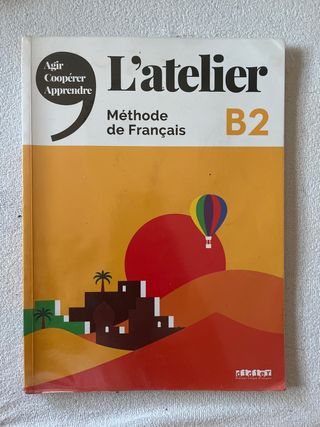 Agir
Coopérer
Apprendre
L'atelier
Méthode
de Français
B2
didier